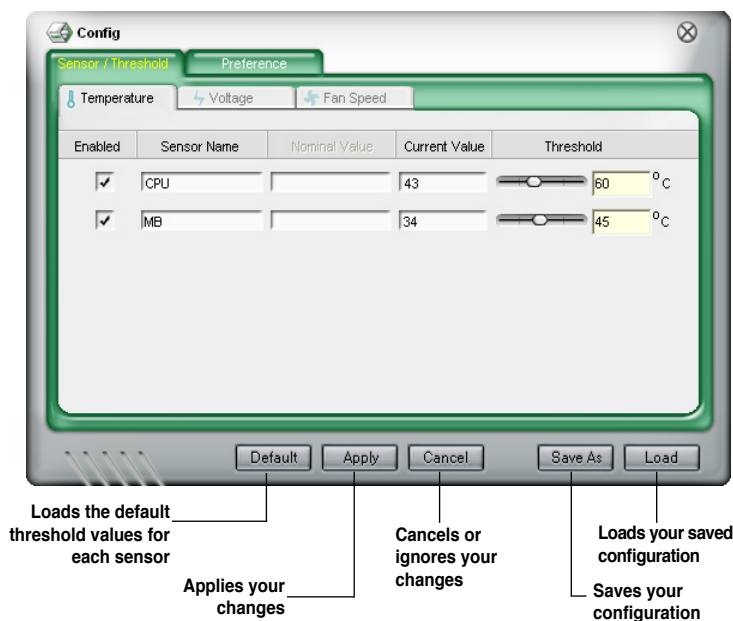 Config
Sensor / Threshold Preference
Temperature Voltage Fan Speed
Enabled Sensor Name Nominal Value Current Value Threshold
CPU 43 60 °C
MB 34 45 °C
Default Apply Cancel Save As Load
Loads the default
threshold values for
each sensor
Applies your
changes
Cancels or
ignores your
changes
Saves your
configuration
Loads your saved
configuration